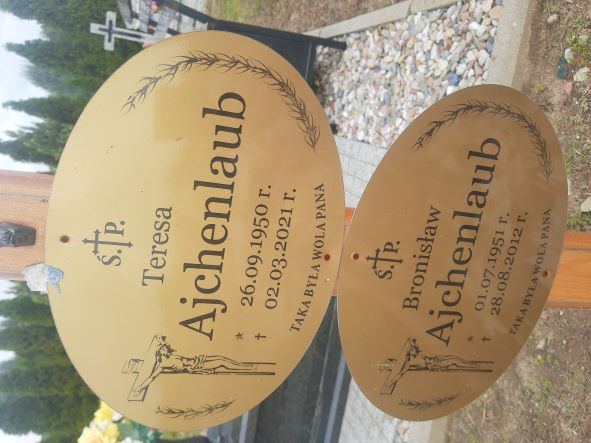 Ś.†P.
Teresa
Ajchenlaub
* 26.09.1950 r.
† 02.03.2021 r.
TAKA BYŁA WOLA PANA
Ś.†P.
Bronisław
Ajchenlaub
* 01.07.1951 r.
† 28.08.2012 r.
TAKA BYŁA WOLA PANA